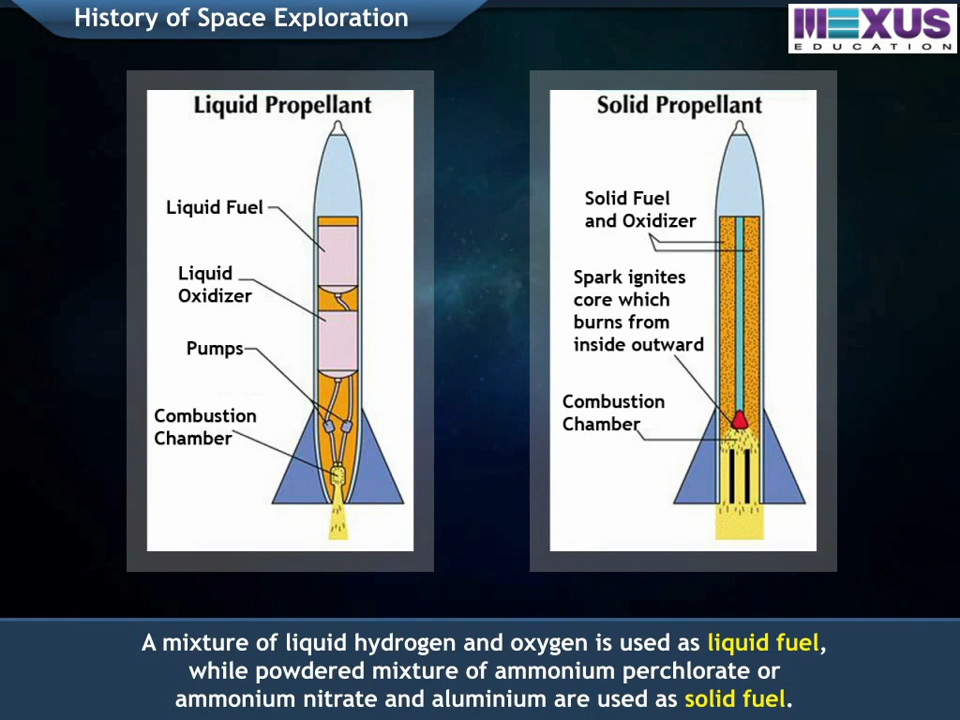 History of Space Exploration
MEXUS
EDUCATION
Liquid Propellant
Liquid Fuel
Liquid
Oxidizer
Pumps
Combustion
Chamber
Solid Propellant
Solid Fuel
and Oxidizer
Spark ignites
core which
burns from
inside outward
Combustion
Chamber
A mixture of liquid hydrogen and oxygen is used as liquid fuel,
while powdered mixture of ammonium perchlorate or
ammonium nitrate and aluminium are used as solid fuel.